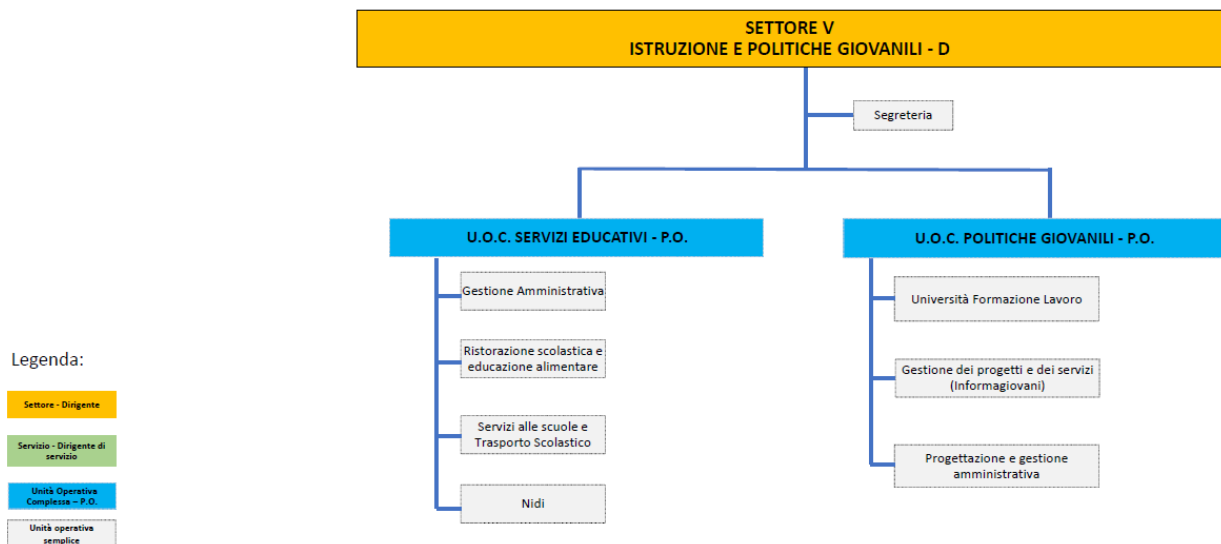 SETTORE V
ISTRUZIONE E POLITICHE GIOVANILI - D
Segreteria
U.O.C. SERVIZI EDUCATIVI - P.O.
Gestione Amministrativa
Ristorazione scolastica e
educazione alimentare
Servizi alle scuole e
Trasporto Scolastico
Nidi
U.O.C. POLITICHE GIOVANILI - P.O.
Università Formazione Lavoro
Gestione dei progetti e dei servizi
(Informagiovani)
Progettazione e gestione
amministrativa
Legenda:
Settore - Dirigente
Servizio - Dirigente di
servizio
Unità Operativa
Complessa – P.O.
Unità operativa
semplice